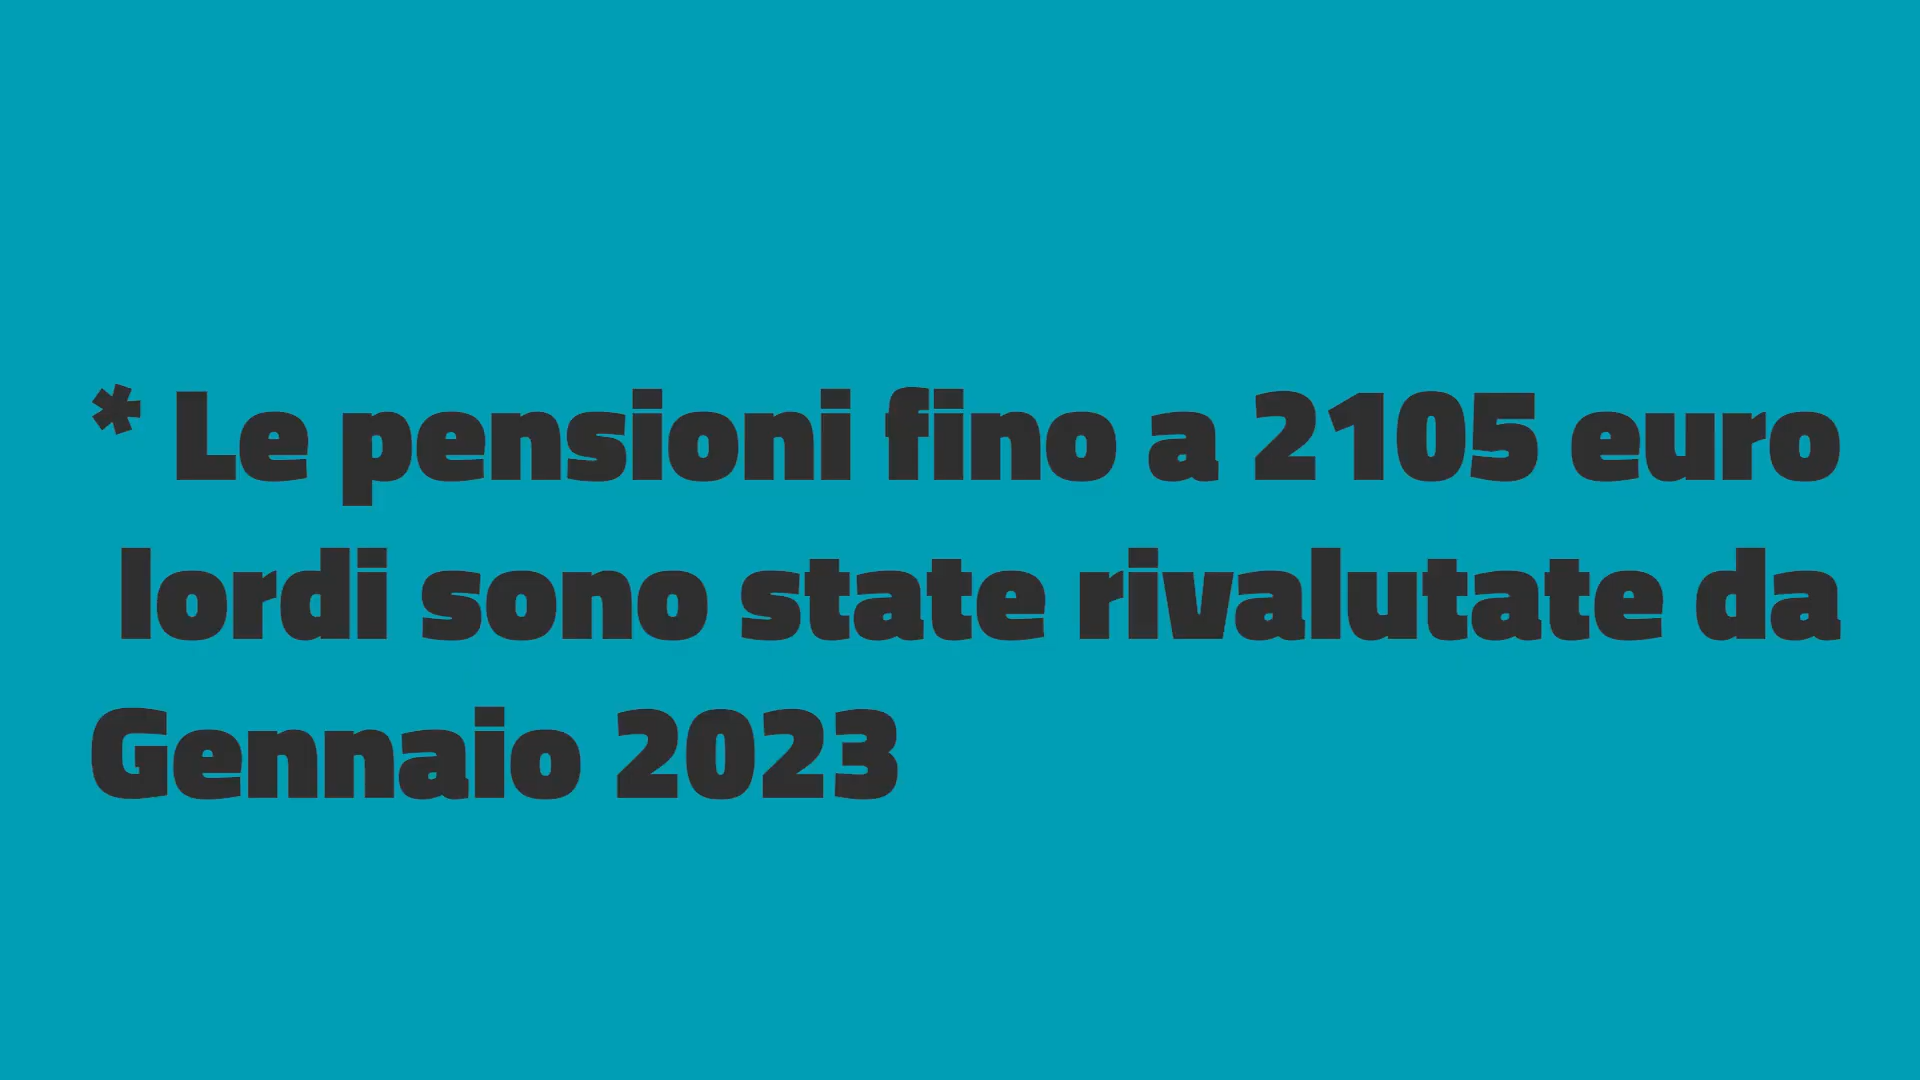 * Le pensioni fino a 2105 euro
lordi sono state rivalutate da
Gennaio 2023